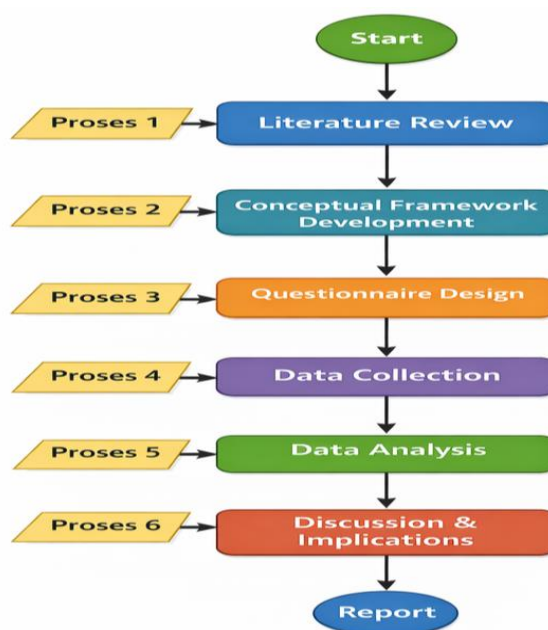 Start
Proses 1
Literature Review
Proses 2
Conceptual Framework
Development
Proses 3
Questionnaire Design
Proses 4
Data Collection
Proses 5
Data Analysis
Proses 6
Discussion &
Implications
Report